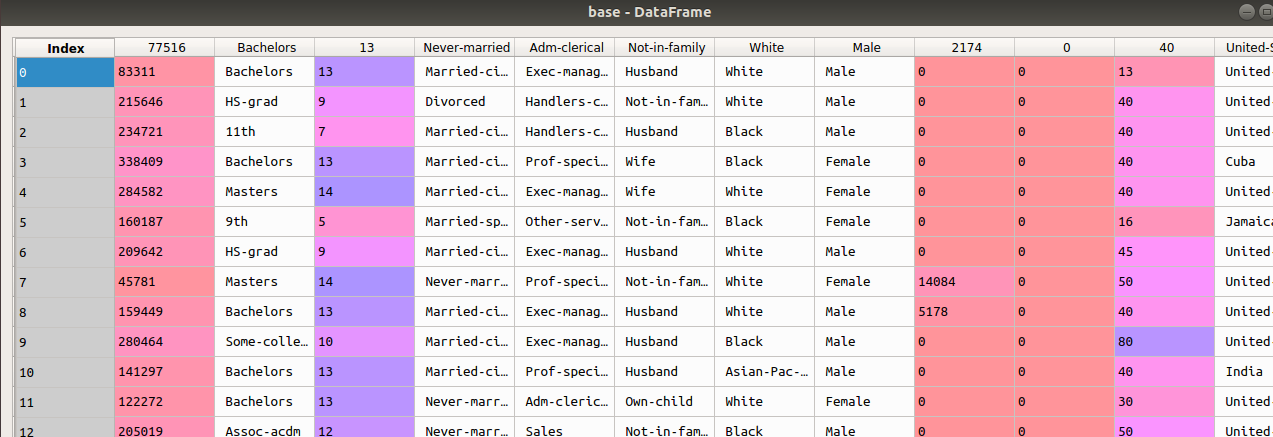 base - DataFrame
Index 77516 Bachelors 13 Never-married Adm-clerical Not-in-family White Male 2174 0 40 United-S
0 83311 Bachelors 13 Married-ci... Exec-manag... Husband White Male 0 0 13 United-
1 215646 HS-grad 9 Divorced Handlers-c... Not-in-fam... White Male 0 0 40 United-
2 234721 11th 7 Married-ci... Handlers-c... Husband Black Male 0 0 40 United-
3 338409 Bachelors 13 Married-ci... Prof-speci... Wife Black Female 0 0 40 Cuba
4 284582 Masters 14 Married-ci... Exec-manag... Wife White Female 0 0 40 United-
5 160187 9th 5 Married-sp... Other-serv... Not-in-fam... Black Female 0 0 16 Jamaica
6 209642 HS-grad 9 Married-ci... Exec-manag... Husband White Male 0 0 45 United-
7 45781 Masters 14 Never-marr... Prof-speci... Not-in-fam... White Female 14084 0 50 United-
8 159449 Bachelors 13 Married-ci... Exec-manag... Husband White Male 5178 0 40 United-
9 280464 Some-colle... 10 Married-ci... Exec-manag... Husband Black Male 0 0 80 United-
10 141297 Bachelors 13 Married-ci... Prof-speci... Husband Asian-Pac-... Male 0 0 40 India
11 122272 Bachelors 13 Never-marr... Adm-cleric... Own-child White Female 0 0 30 United-
12 205019 Assoc-acdm 12 Never-marr... Sales Not-in-fam... Black Male 0 0 50 United-